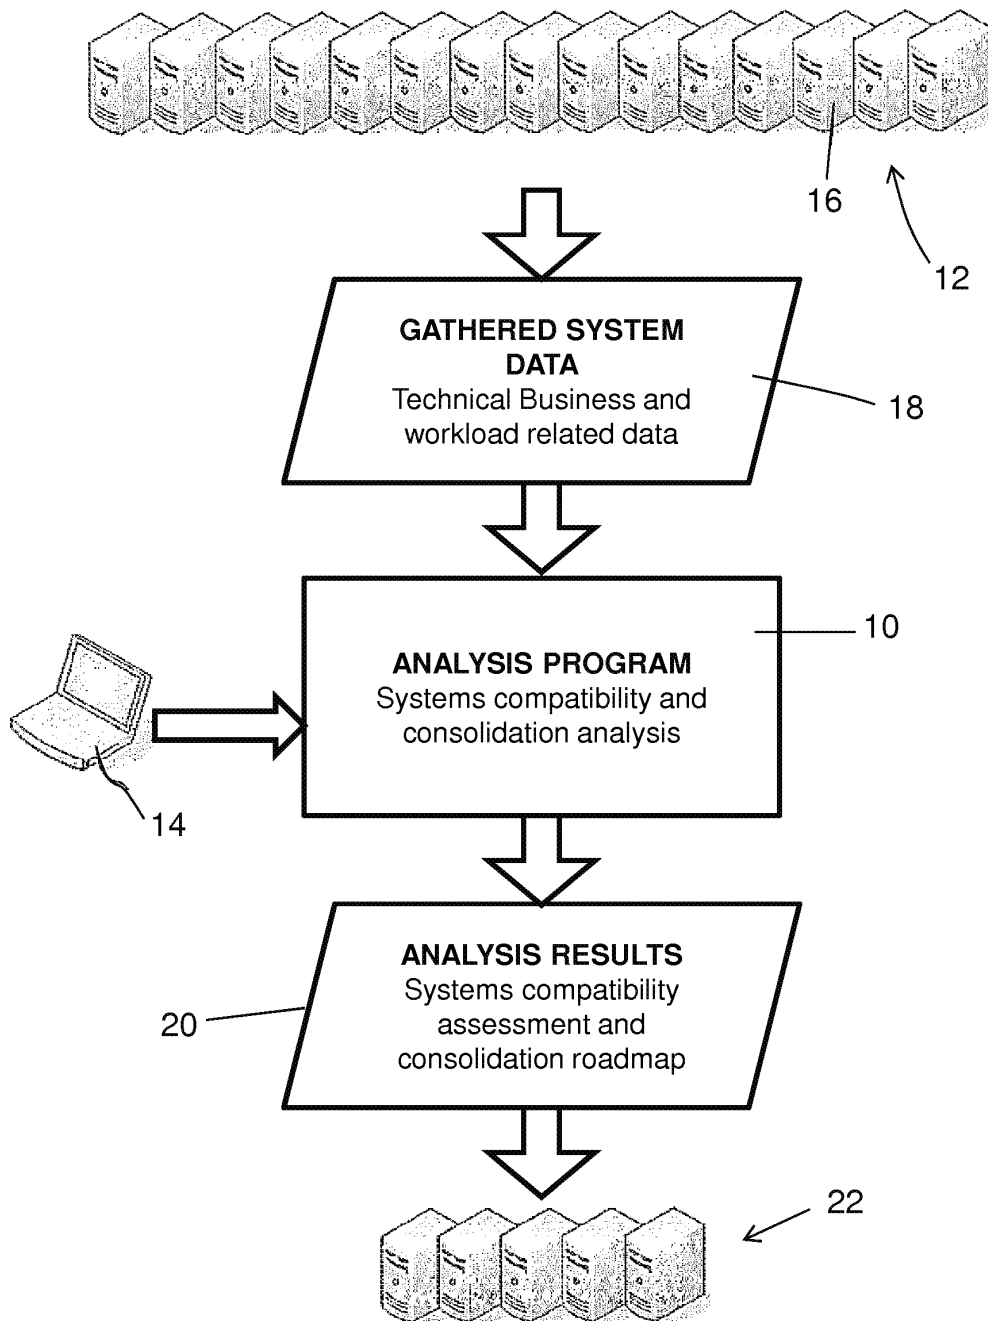 16
12
GATHERED SYSTEM
DATA
Technical Business and
workload related data
18
10
ANALYSIS PROGRAM
Systems compatibility and
consolidation analysis
14
ANALYSIS RESULTS
Systems compatibility
assessment and
consolidation roadmap
20
22